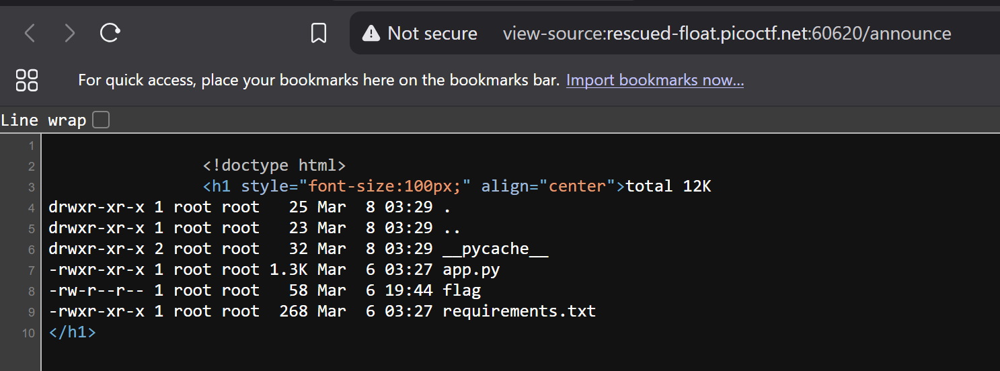 Not secure view-source:rescued-float.picoctf.net:60620/announce
For quick access, place your bookmarks here on the bookmarks bar. Import bookmarks now...
Line wrap
1
2 <!doctype html>
3 <h1 style="font-size:100px;" align="center">total 12K
4 drwxr-xr-x 1 root root   25 Mar  8 03:29 .
5 drwxr-xr-x 1 root root   23 Mar  8 03:29 ..
6 drwxr-xr-x 2 root root   32 Mar  8 03:29 __pycache__
7 -rwxr-xr-x 1 root root 1.3K Mar  6 03:27 app.py
8 -rw-r--r-- 1 root root   58 Mar  6 19:44 flag
9 -rwxr-xr-x 1 root root  268 Mar  6 03:27 requirements.txt
10 </h1>